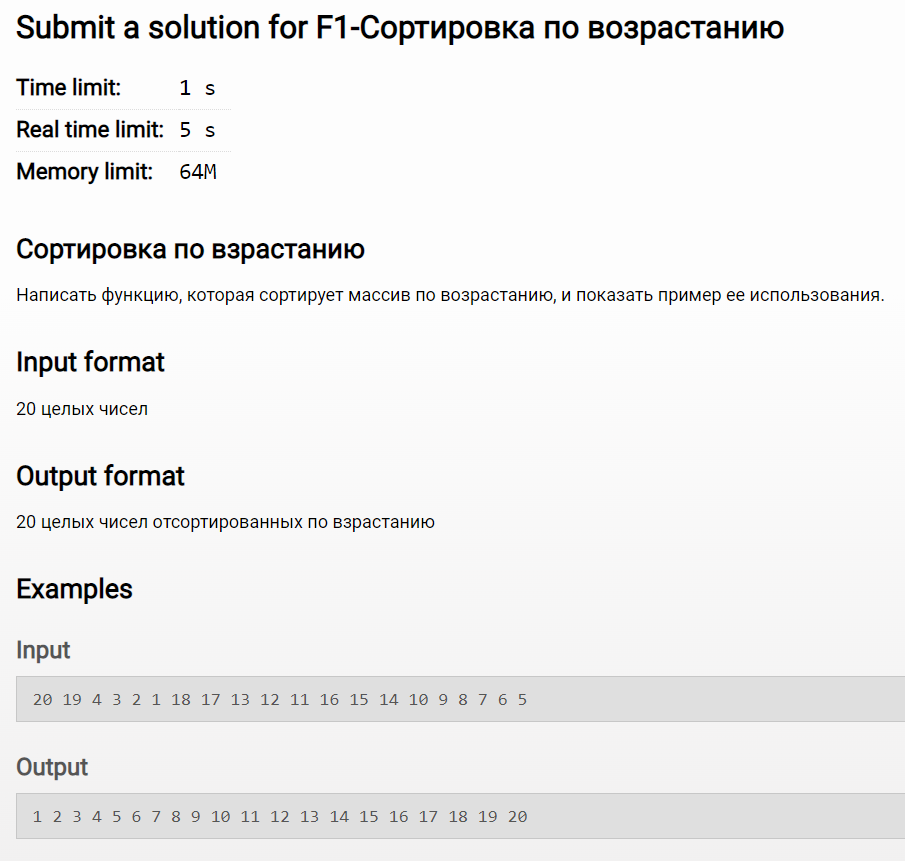 Submit a solution for F1-Сортировка по возрастанию
Time limit: 1 s
Real time limit: 5 s
Memory limit: 64M
Сортировка по взрастанию
Написать функцию, которая сортирует массив по возрастанию, и показать пример ее использования.
Input format
20 целых чисел
Output format
20 целых чисел отсортированных по взрастанию
Examples
Input
20 19 4 3 2 1 18 17 13 12 11 16 15 14 10 9 8 7 6 5
Output
1 2 3 4 5 6 7 8 9 10 11 12 13 14 15 16 17 18 19 20